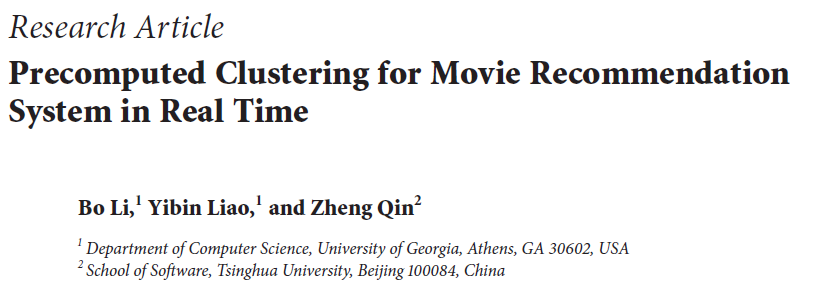 Research Article
Precomputed Clustering for Movie Recommendation
System in Real Time
Bo Li,1 Yibin Liao,1 and Zheng Qin2
1 Department of Computer Science, University of Georgia, Athens, GA 30602, USA
2 School of Software, Tsinghua University, Beijing 100084, China